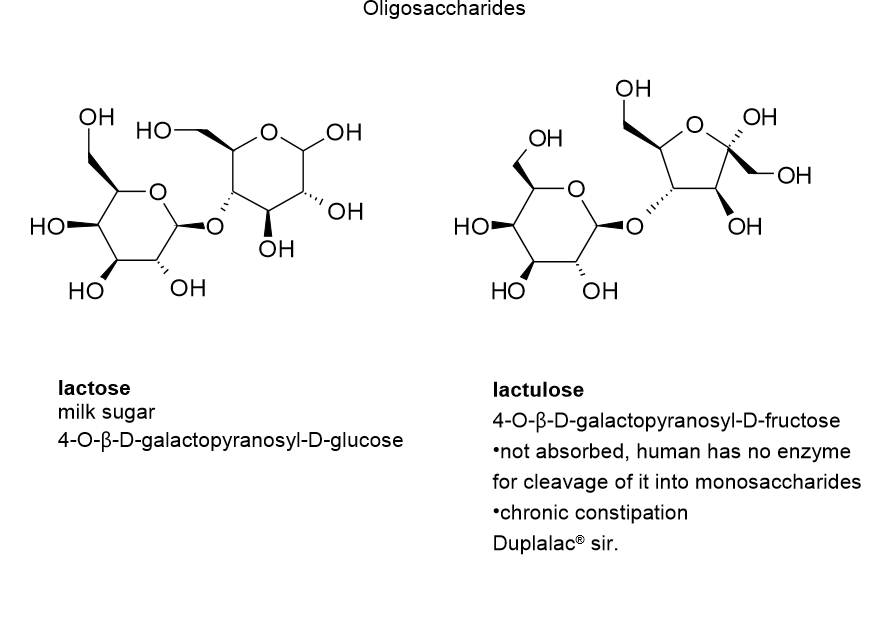 Oligosaccharides
OH
HO
O
OH
O
HO
O
OH
OH
HO
OH
OH
OH
O
OH
OH
O
HO
O
OH
HO
OH
lactose
milk sugar
4-O-β-D-galactopyranosyl-D-glucose
lactulose
4-O-β-D-galactopyranosyl-D-fructose
•not absorbed, human has no enzyme
for cleavage of it into monosaccharides
•chronic constipation
Duplalac® sir.